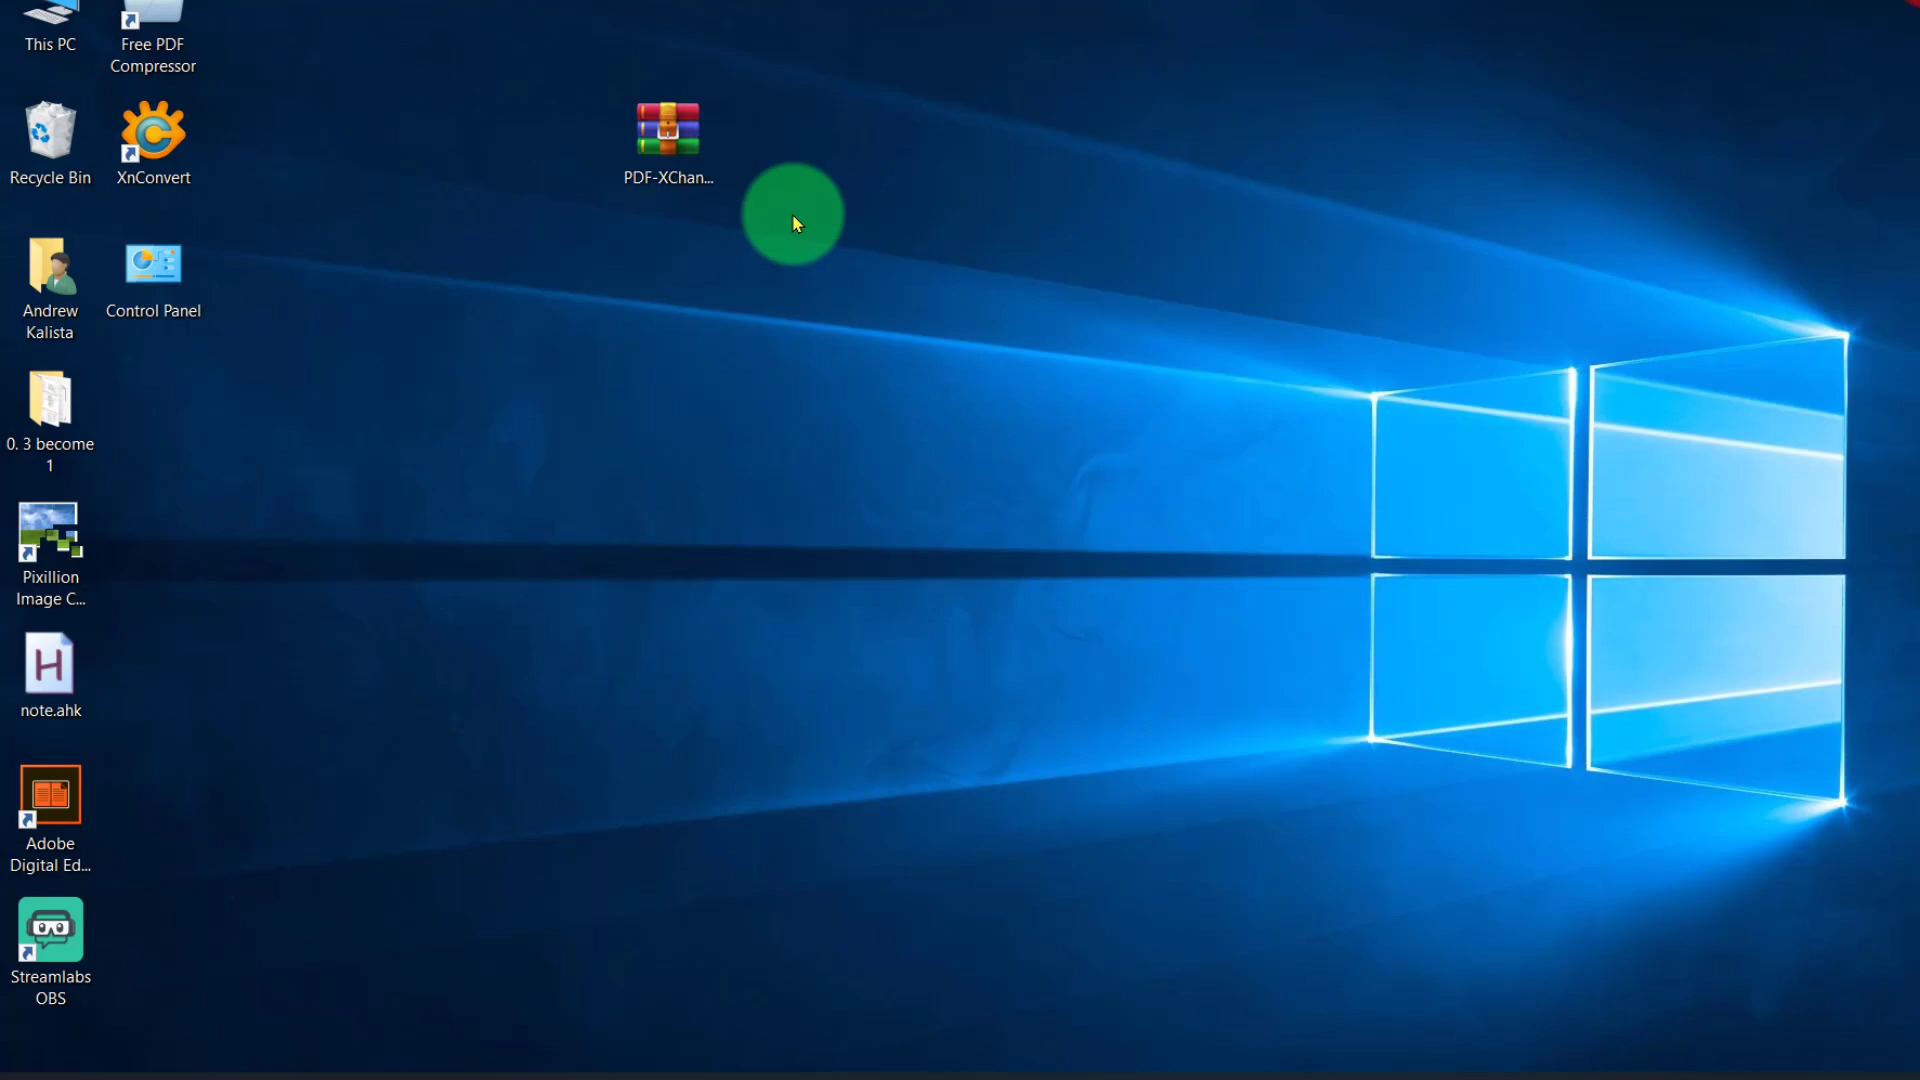 This PC
Free PDF
Compressor
Recycle Bin
XnConvert
PDF-XChan...
Andrew
Kalista
Control Panel
0. 3 become
1
Pixillion
Image C...
H
note.ahk
Adobe
Digital Ed...
Streamlabs
OBS